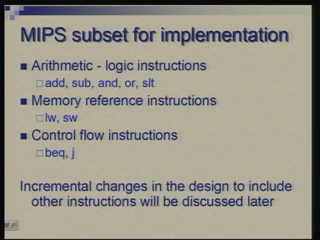 MIPS subset for implementation
Arithmetic - logic instructions
add, sub, and, or, slt
Memory reference instructions
lw, sw
Control flow instructions
beq, j
Incremental changes in the design to include
other instructions will be discussed later